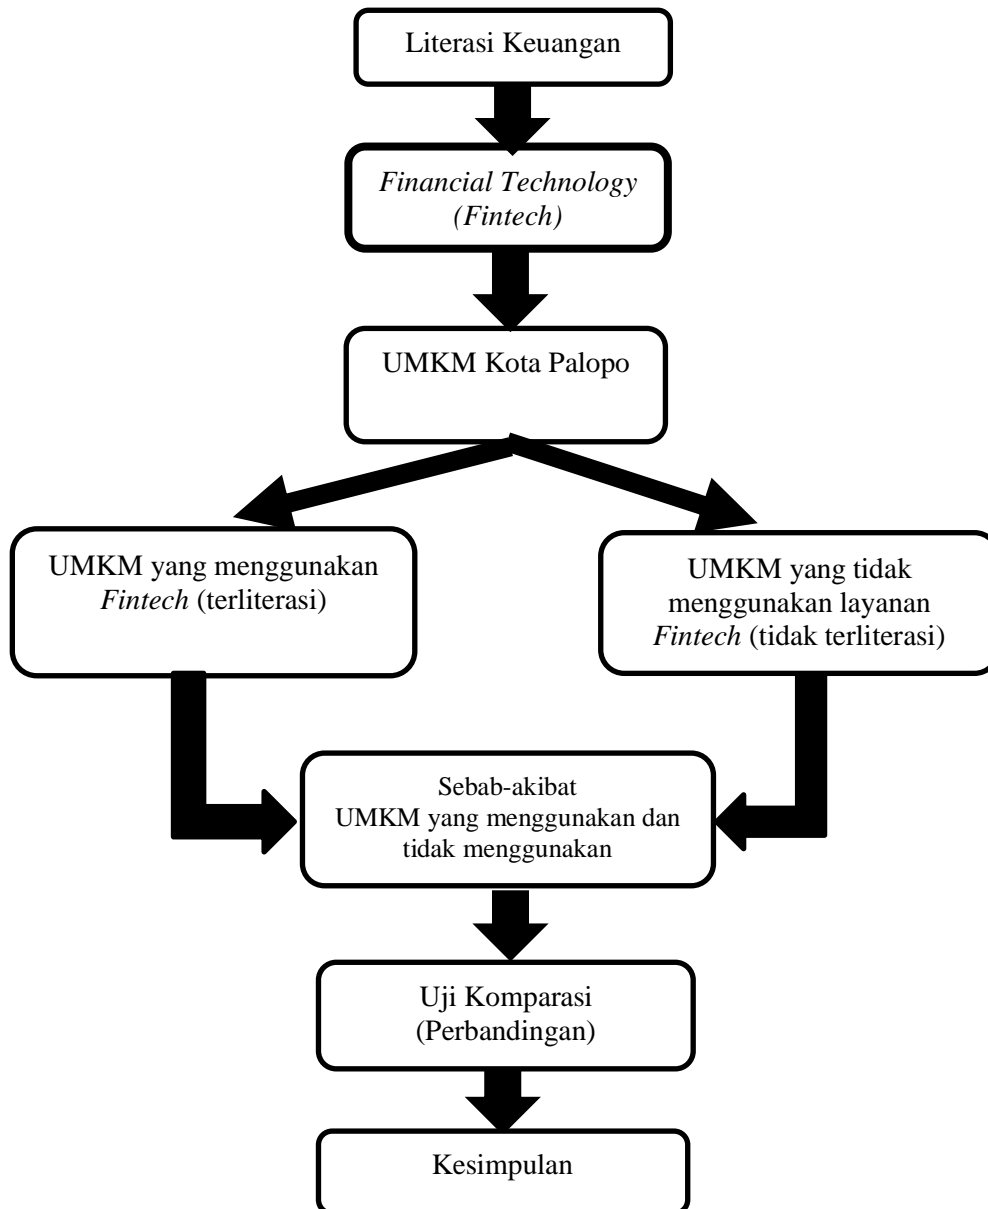 Literasi Keuangan
Financial Technology
(Fintech)
UMKM Kota Palopo
UMKM yang menggunakan
Fintech (terliterasi)
UMKM yang tidak
menggunakan layanan
Fintech (tidak terliterasi)
Sebab-akibat
UMKM yang menggunakan dan
tidak menggunakan
Uji Komparasi
(Perbandingan)
Kesimpulan